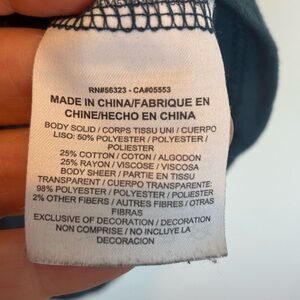 RN#56323 - CA#05553
MADE IN CHINA/FABRIQUE EN
CHINE/HECHO EN CHINA
BODY SOLID / CORPS TISSU UNI / CUERPO
LISO: 50% POLYESTER / POLYESTER /
POLIESTER
25% COTTON / COTON / ALGODON
25% RAYON / VISCOSE / VISCOSA
BODY SHEER / PARTIE EN TISSU
TRANSPARENT / CUERPO TRANSPARENTE:
98% POLYESTER / POLYESTER / POLIESTER
2% OTHER FIBERS / AUTRES FIBRES / OTRAS
FIBRAS
EXCLUSIVE OF DECORATION / DECORATION
NON COMPRISE / NO INCLUYE LA
DECORACION